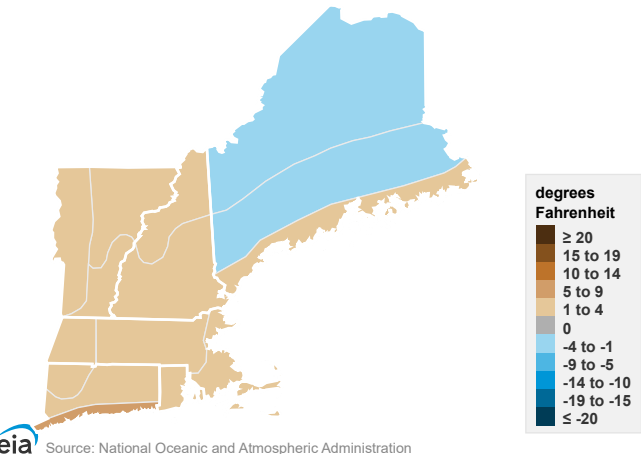 degrees
Fahrenheit
≥ 20
15 to 19
10 to 14
5 to 9
1 to 4
0
-4 to -1
-9 to -5
-14 to -10
-19 to -15
≤ -20
eia Source: National Oceanic and Atmospheric Administration